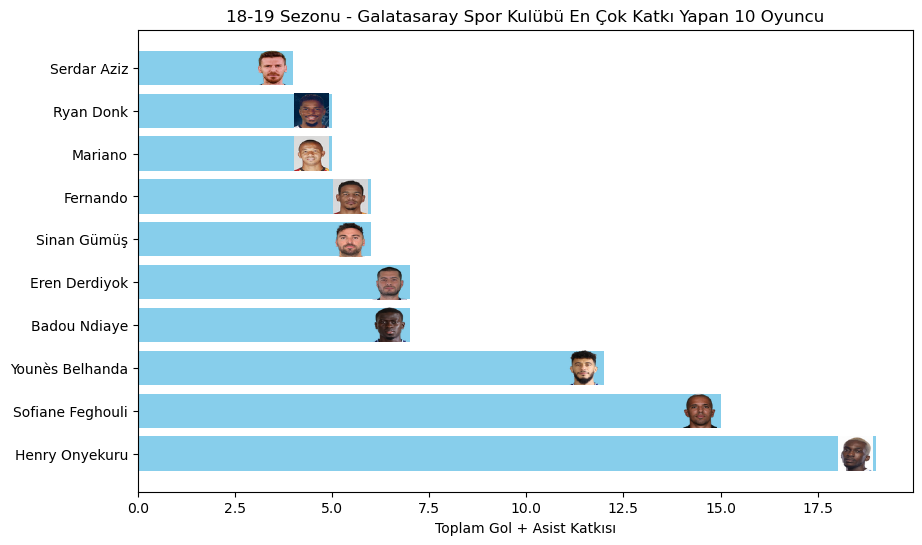 18-19 Sezonu - Galatasaray Spor Kulübü En Çok Katkı Yapan 10 Oyuncu
Serdar Aziz
Ryan Donk
Mariano
Fernando
Sinan Gümüş
Eren Derdiyok
Badou Ndiaye
Younès Belhanda
Sofiane Feghouli
Henry Onyekuru
0.0 2.5 5.0 7.5 10.0 12.5 15.0 17.5
Toplam Gol + Asist Katkısı